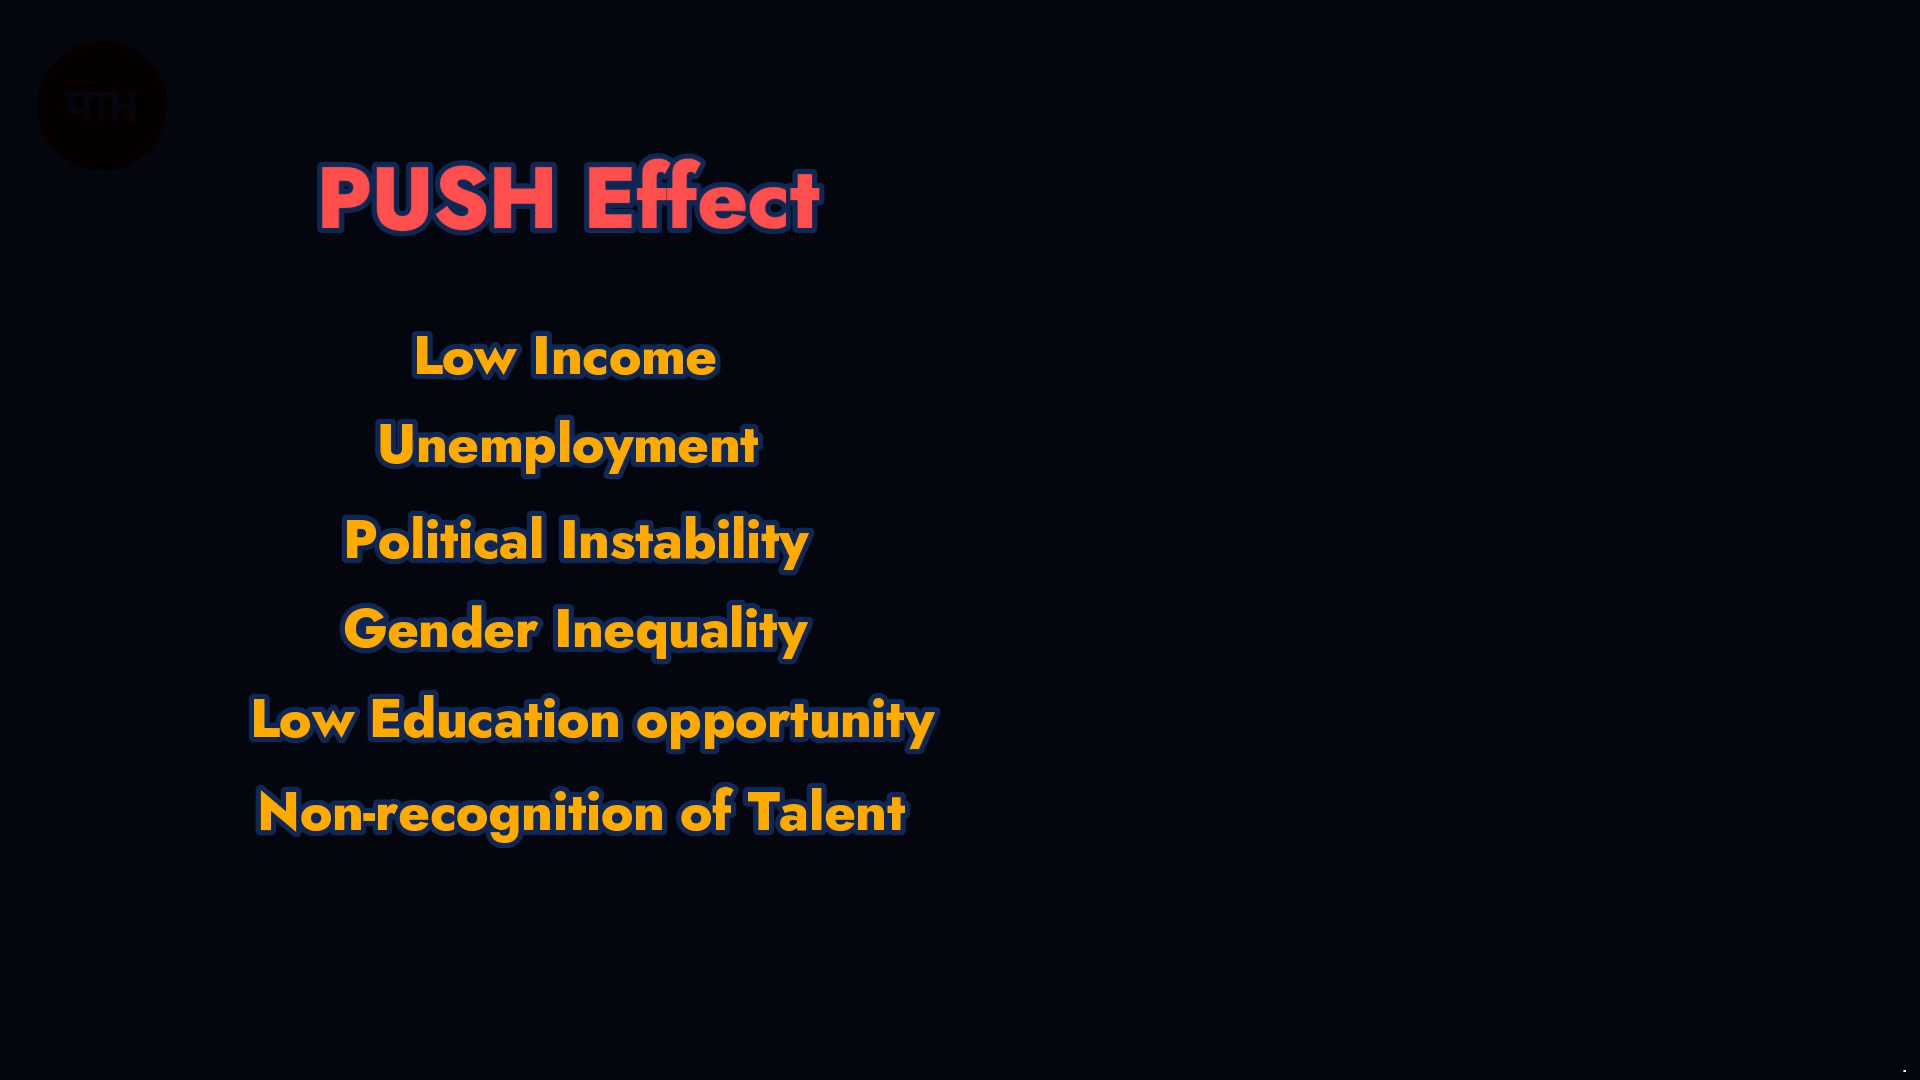 पाH
PUSH Effect
Low Income
Unemployment
Political Instability
Gender Inequality
Low Education opportunity
Non-recognition of Talent